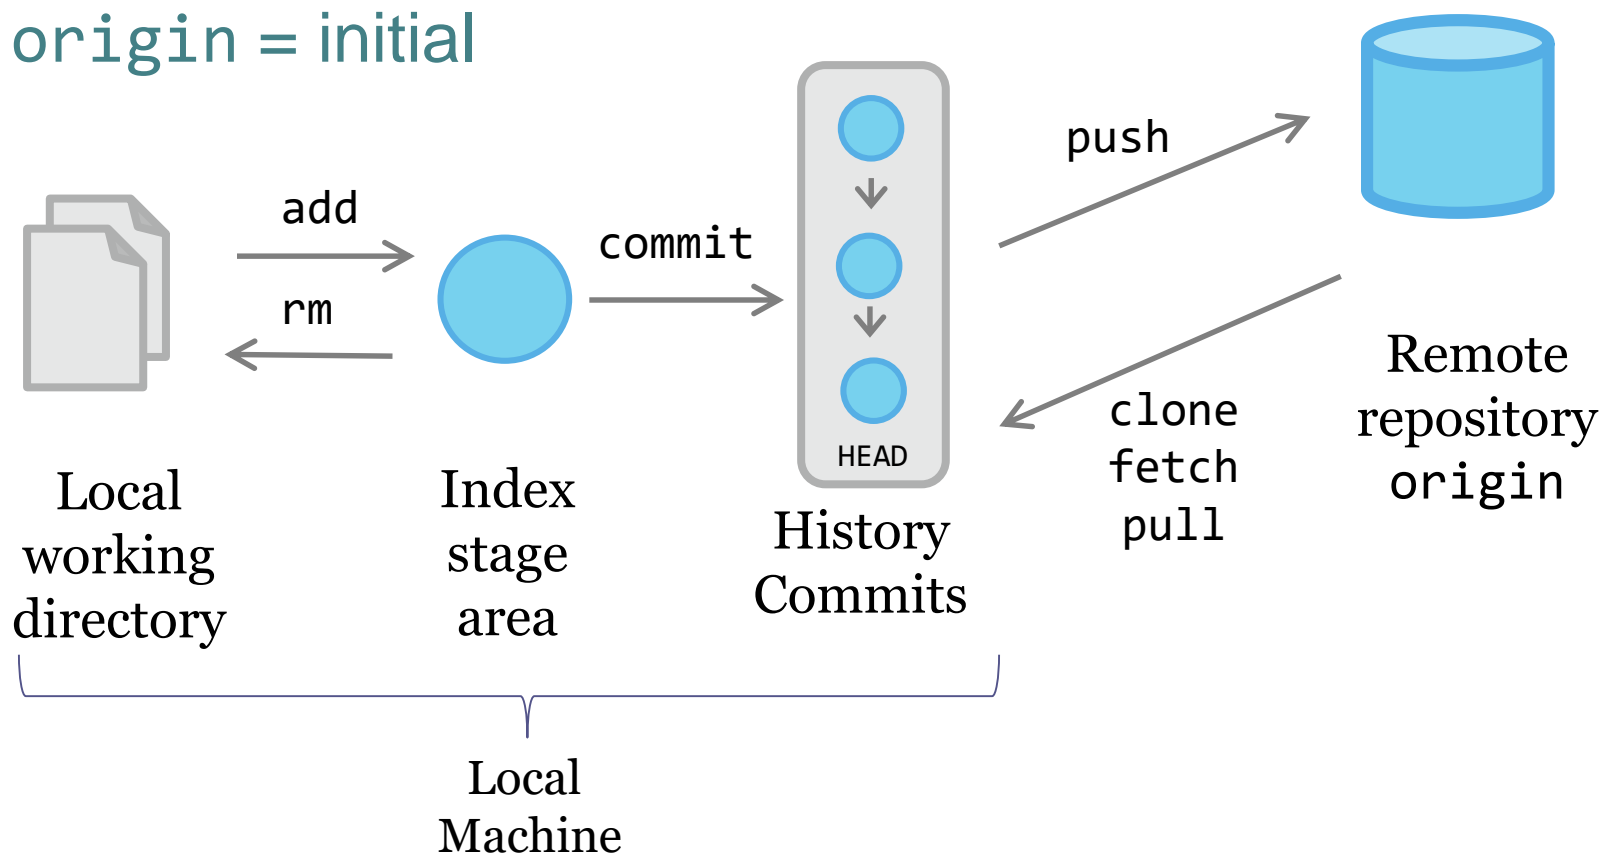 origin = initial
add
rm
commit
push
clone
fetch
pull
HEAD
Local
working
directory
Index
stage
area
History
Commits
Remote
repository
origin
Local
Machine